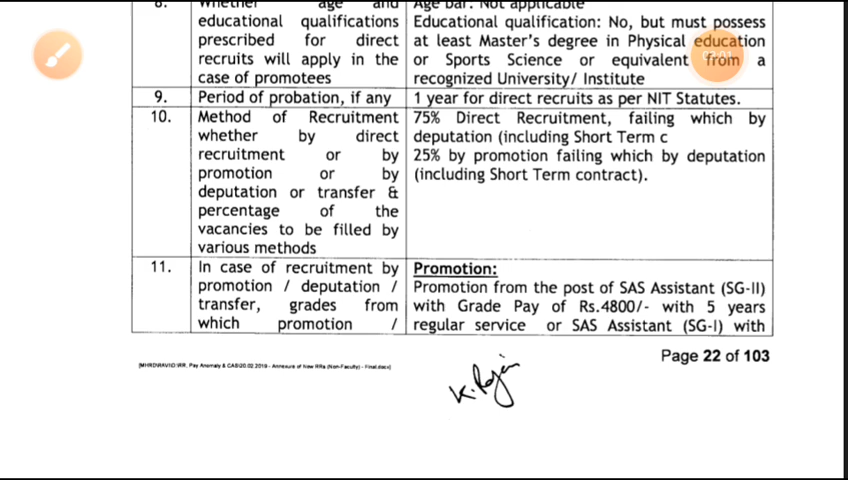 8. Whether age and
educational qualifications
prescribed for direct
recruits will apply in the
case of promotees
Age bar: Not applicable
Educational qualification: No, but must possess
at least Master's degree in Physical education
or Sports Science or equivalent from a
recognized University/ Institute
9. Period of probation, if any
1 year for direct recruits as per NIT Statutes.
10. Method of Recruitment
whether by direct
recruitment or by
promotion or by
deputation or transfer &
percentage of the
vacancies to be filled by
various methods
75% Direct Recruitment, failing which by
deputation (including Short Term c
25% by promotion failing which by deputation
(including Short Term contract).
11. In case of recruitment by
promotion / deputation /
transfer, grades from
which promotion /
Promotion:
Promotion from the post of SAS Assistant (SG-II)
with Grade Pay of Rs.4800/- with 5 years
regular service or SAS Assistant (SG-I) with
Page 22 of 103